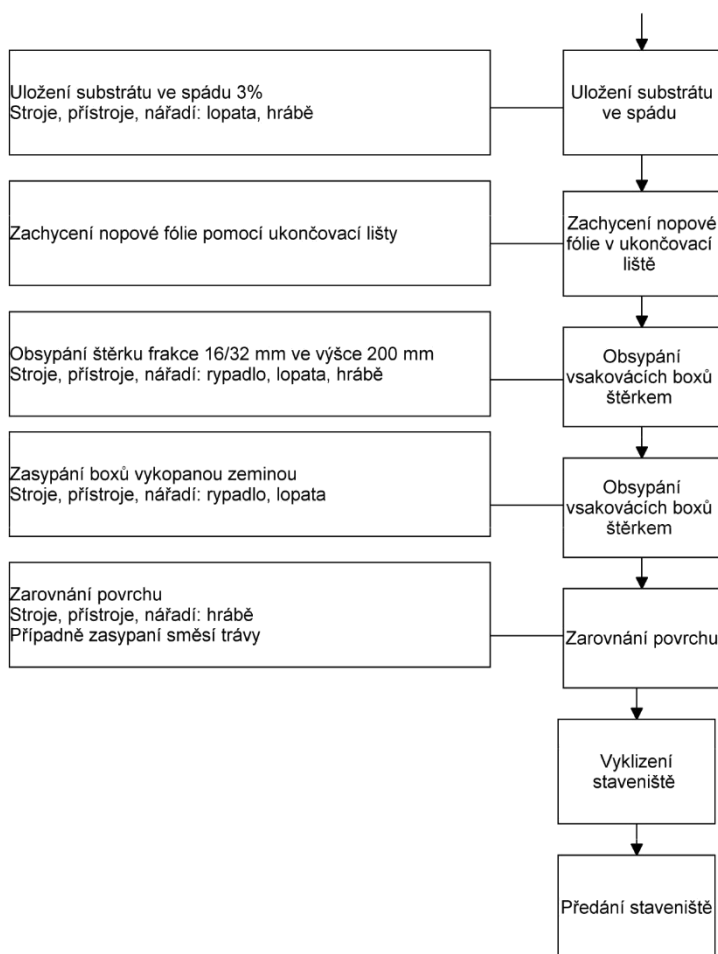 Uložení substrátu ve spádu 3%
Stroje, přístroje, nářadí: lopata, hrábě
Uložení substrátu
ve spádu
Zachycení nopové fólie pomocí ukončovací lišty
Zachycení nopové
fólie v ukončovací
liště
Obsypání štěrku frakce 16/32 mm ve výšce 200 mm
Stroje, přístroje, nářadí: rypadlo, lopata, hrábě
Obsypání
vsakovácích boxů
štěrkem
Zasypání boxů vykopanou zeminou
Stroje, přístroje, nářadí: rypadlo, lopata
Obsypání
vsakovácích boxů
štěrkem
Zarovnání povrchu
Stroje, přístroje, nářadí: hrábě
Případně zasypaní směsí trávy
Zarovnání povrchu
Vyklizení
staveniště
Předání staveniště